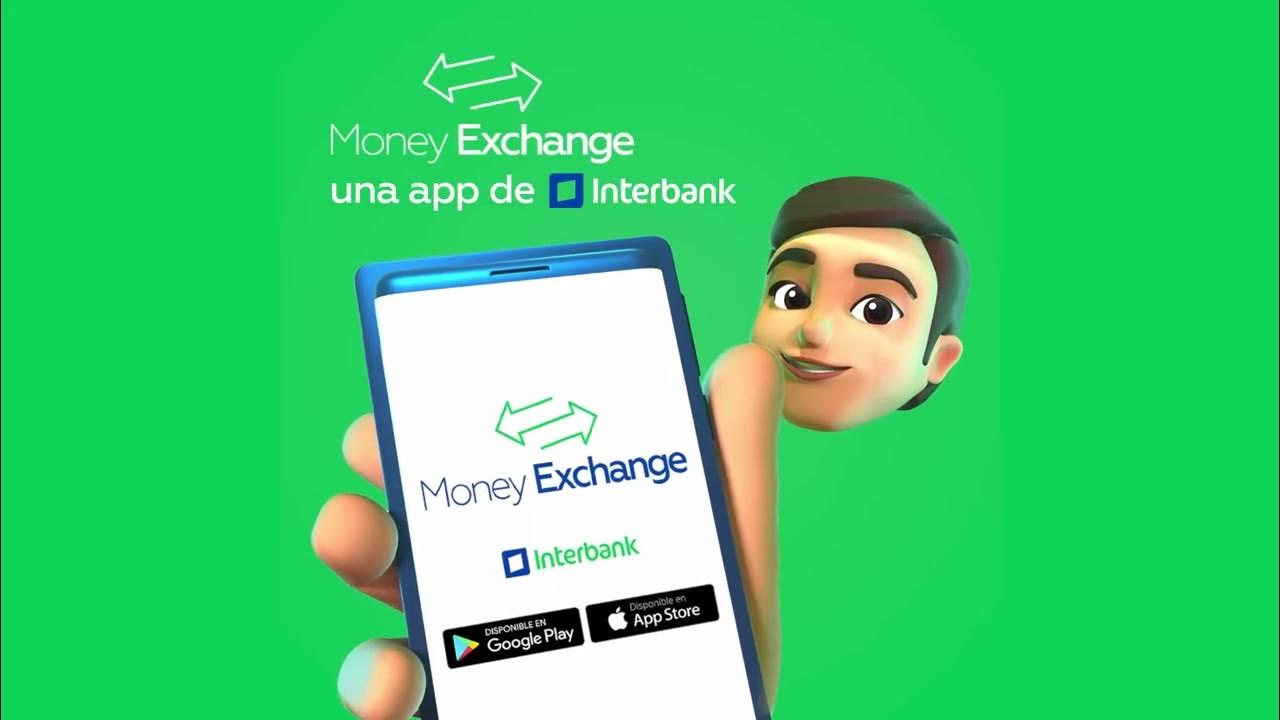 Money Exchange
una app de Interbank
Money Exchange
Interbank
DISPONIBLE EN
Google Play
Disponible en
App Store